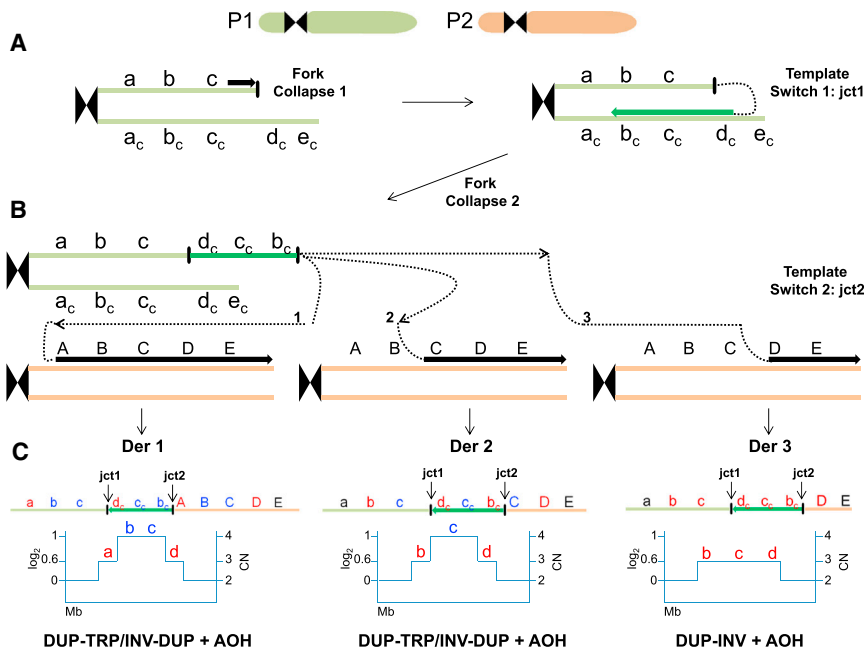 P1 P2
A
a b c Fork Collapse 1
a_c b_c c_c d_c e_c
a b c Template Switch 1: jct1
a_c b_c c_c d_c e_c
Fork Collapse 2
B
a b c d_c c_c b_c
a_c b_c c_c d_c e_c
Template Switch 2: jct2
1 2 3
A B C D E A B C D E A B C D E
Der 1 Der 2 Der 3
C
jct1 jct2 jct1 jct2 jct1 jct2
a b c d_c c_c b_c A B C D E
a b c d_c c_c b_c C D E
a b c d_c c_c b_c D E
log2 1 0.6 0 a b c d 4 3 2 CN Mb
log2 1 0.6 0 b c d 4 3 2 CN Mb
log2 1 0.6 0 b c d 4 3 2 CN Mb
DUP-TRP/INV-DUP + AOH DUP-TRP/INV-DUP + AOH DUP-INV + AOH